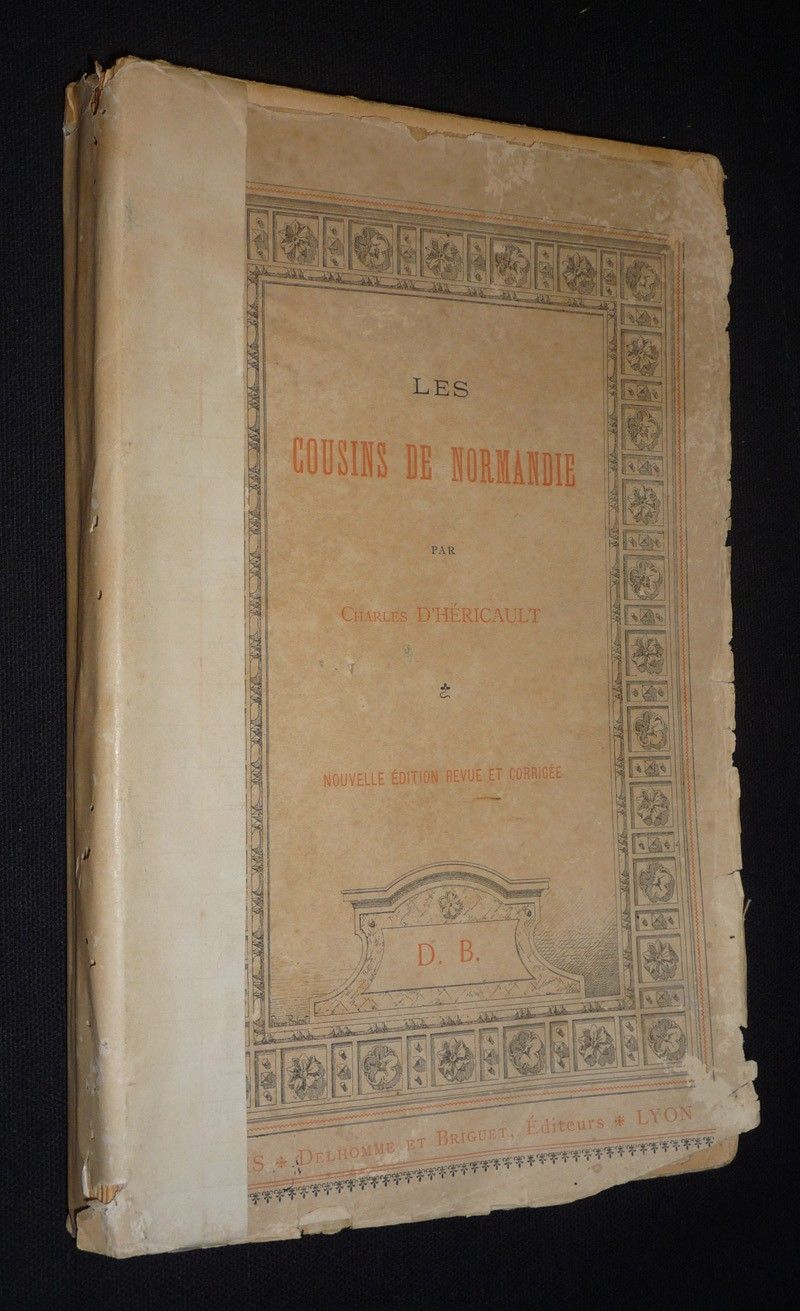 LES
COUSINS DE NORMANDIE
PAR
CHARLES D'HÉRICAULT
NOUVELLE ÉDITION REVUE ET CORRIGÉE
D. B.
S * DELHOMME ET BRIGUET, Éditeurs * LYON